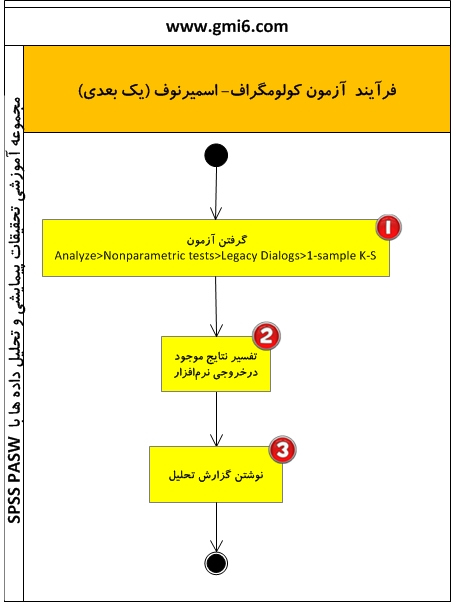 www.gmi6.com
فرآیند آزمون کولومگراف- اسمیرنوف (یک بعدی)
مجموعه آموزشی تحقیقات پیمایشی و تحلیل داده ها با SPSS PASW
1
گرفتن آزمون
Analyze>Nonparametric tests>Legacy Dialogs>1-sample K-S
2
تفسیر نتایج موجود
درخروجی نرم‌افزار
3
نوشتن گزارش تحلیل